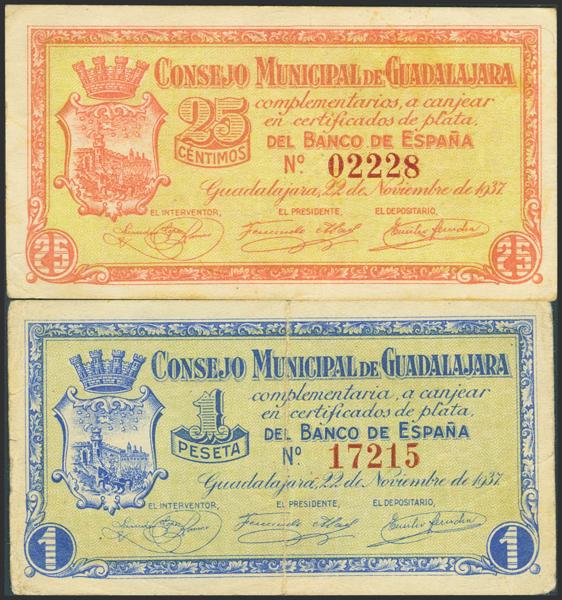 CONSEJO MUNICIPAL DE GUADALAJARA
25
CÉNTIMOS
complementarios, a canjear
en certificados de plata,
DEL BANCO DE ESPAÑA
Nº 02228
Guadalajara, 22 de Noviembre de 1937
EL INTERVENTOR, EL PRESIDENTE, EL DEPOSITARIO,
25 25
CONSEJO MUNICIPAL DE GUADALAJARA
1
PESETA
complementaria, a canjear
en certificados de plata,
DEL BANCO DE ESPAÑA
Nº 17215
Guadalajara, 22 de Noviembre de 1937
EL INTERVENTOR, EL PRESIDENTE, EL DEPOSITARIO,
1 1